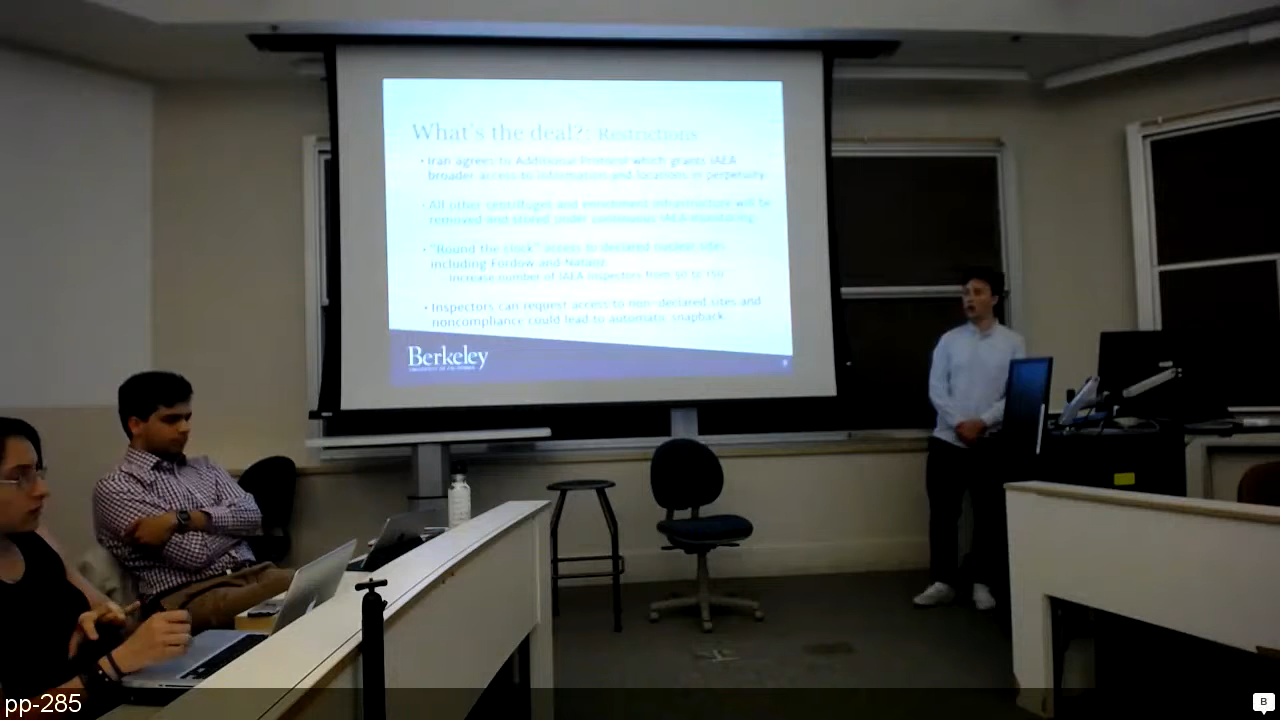 What's the deal?: Restrictions
• Iran agrees to Additional Protocol which grants IAEA
broader access to information and locations in perpetuity
• All other centrifuges and enrichment infrastructure will be
removed and stored under continuous IAEA monitoring
• "Round the clock" access to declared nuclear sites
including Fordow and Natanz
Increase number of IAEA inspectors from 50 to 150
• Inspectors can request access to non-declared sites and
noncompliance could lead to automatic snapback
Berkeley
UNIVERSITY OF CALIFORNIA
pp-285
B